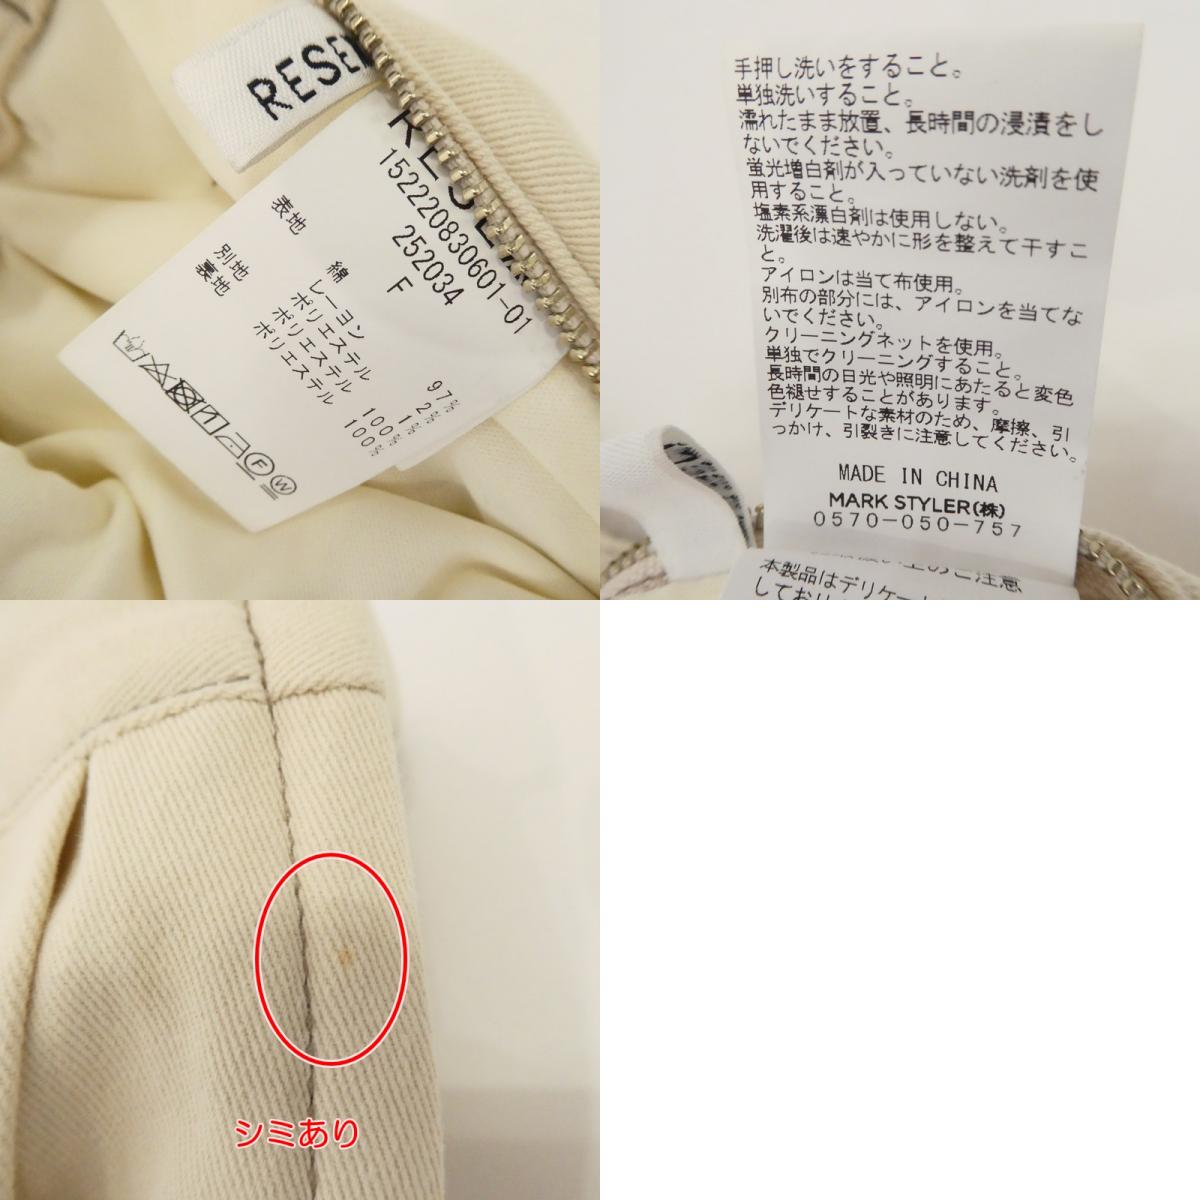 RESE
RESE
152220830601-01
252034
F
表地
綿
97%
レーヨン
2%
ポリエステル
1%
別地
ポリエステル
100%
裏地
ポリエステル
100%
F
W
手押し洗いをすること。
単独洗いすること。
濡れたまま放置、長時間の浸漬をし
ないでください。
蛍光増白剤が入っていない洗剤を使
用すること。
塩素系漂白剤は使用しない。
洗濯後は速やかに形を整えて干すこ
と。
アイロンは当て布使用。
別布の部分には、アイロンを当てな
いでください。
クリーニングネットを使用。
単独でクリーニングすること。
長時間の日光や照明にあたると変色
色褪せすることがあります。
デリケートな素材のため、摩擦、引
っかけ、引裂きに注意してください。
MADE IN CHINA
MARK STYLER(株)
0570-050-757
上のご注意
本製品はデリケート
しており
シミあり